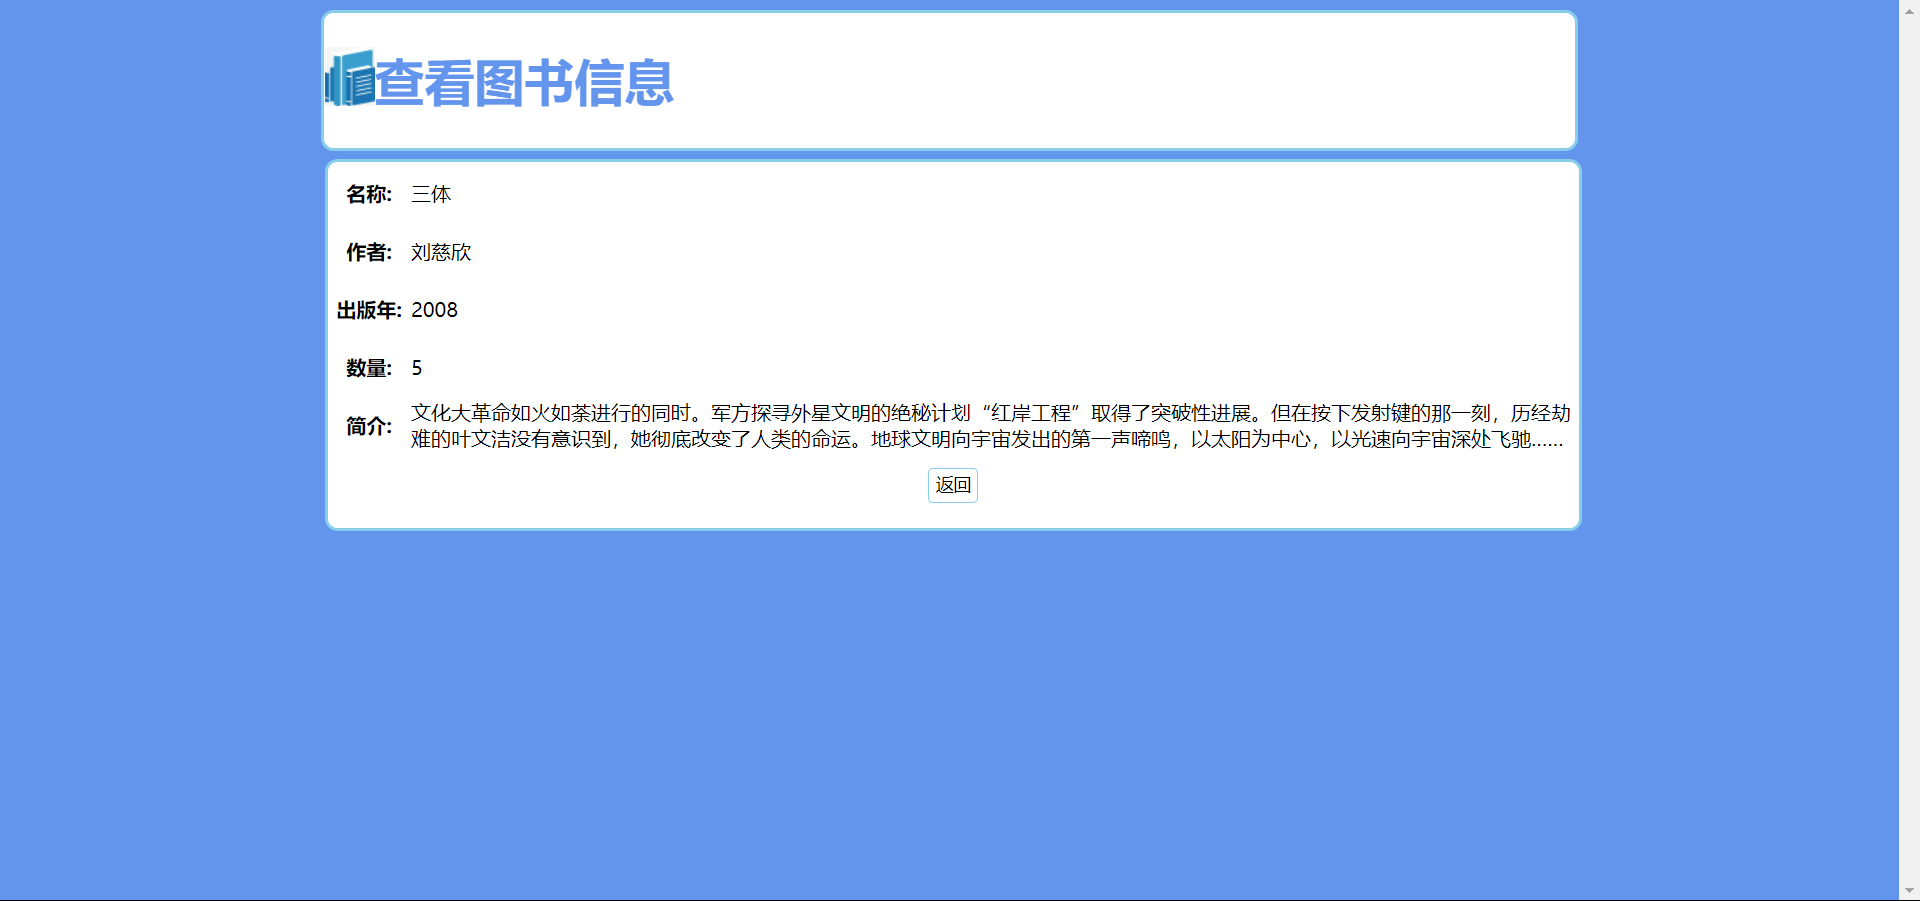 查看图书信息
名称: 三体
作者: 刘慈欣
出版年: 2008
数量: 5
简介: 文化大革命如火如荼进行的同时。军方探寻外星文明的绝秘计划“红岸工程”取得了突破性进展。但在按下发射键的那一刻，历经劫
难的叶文洁没有意识到，她彻底改变了人类的命运。地球文明向宇宙发出的第一声啼鸣，以太阳为中心，以光速向宇宙深处飞驰……
返回